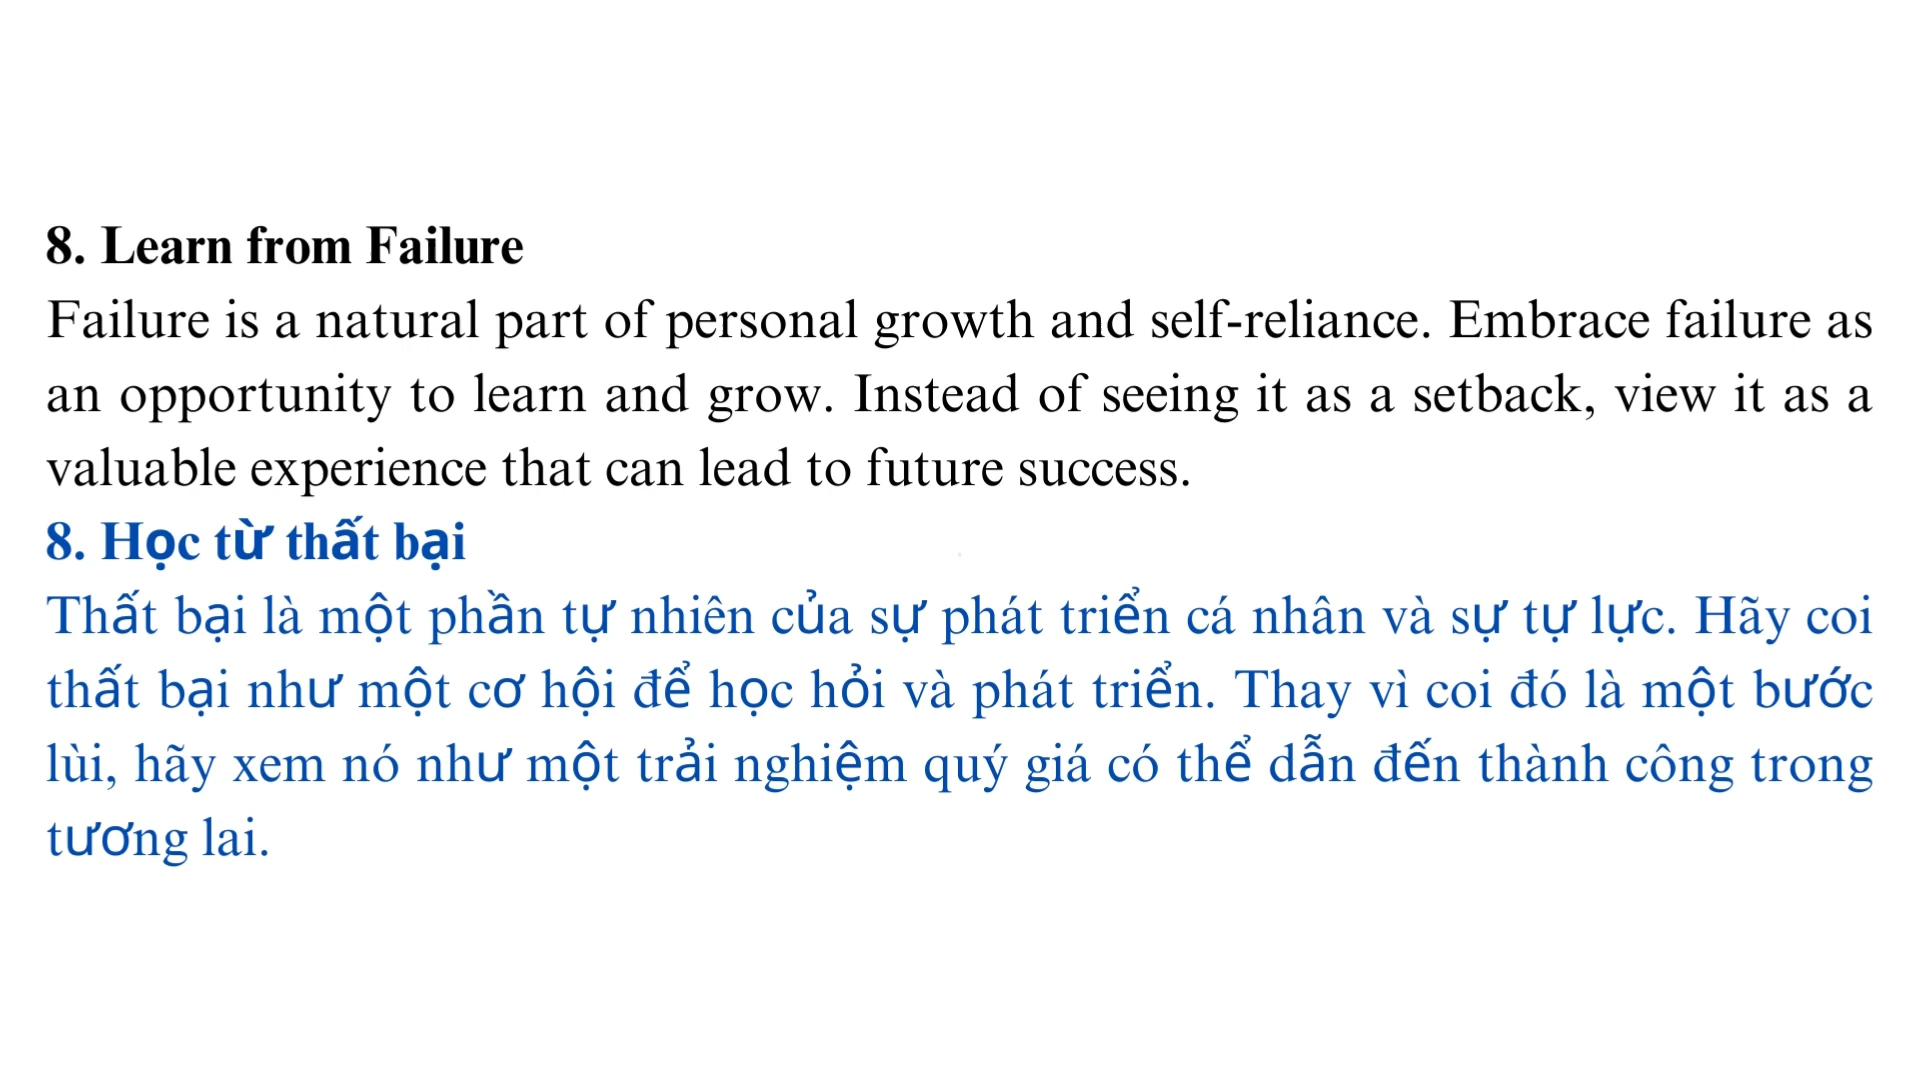 8. Learn from Failure
Failure is a natural part of personal growth and self-reliance. Embrace failure as
an opportunity to learn and grow. Instead of seeing it as a setback, view it as a
valuable experience that can lead to future success.
8. Học từ thất bại
Thất bại là một phần tự nhiên của sự phát triển cá nhân và sự tự lực. Hãy coi
thất bại như một cơ hội để học hỏi và phát triển. Thay vì coi đó là một bước
lùi, hãy xem nó như một trải nghiệm quý giá có thể dẫn đến thành công trong
tương lai.